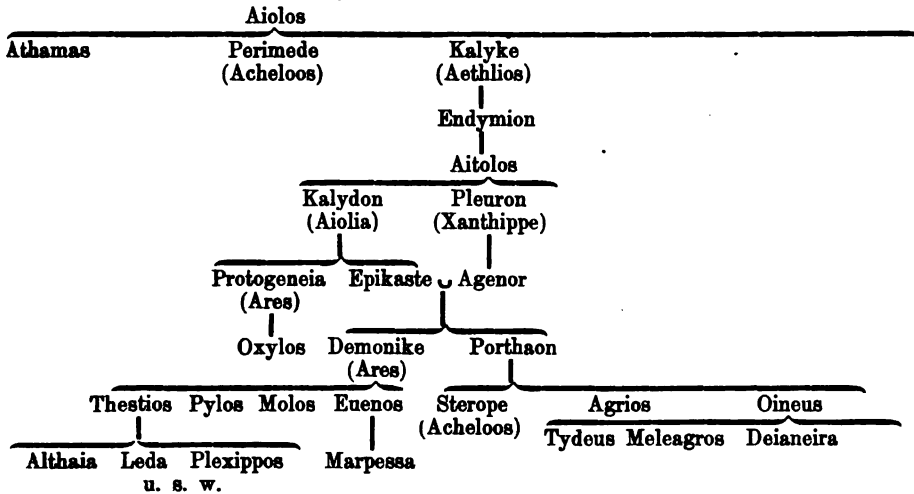 Aiolos
Athamas Perimede Kalyke
(Acheloos) (Aethlios)
Endymion
Aitolos
Kalydon Pleuron
(Aiolia) (Xanthippe)
Protogeneia Epikaste Agenor
(Ares)
Oxylos Demonike Porthaon
(Ares)
Thestios Pylos Molos Euenos Sterope Agrios Oineus
(Acheloos)
Tydeus Meleagros Deianeira
Althaia Leda Plexippos Marpessa
u. s. w.